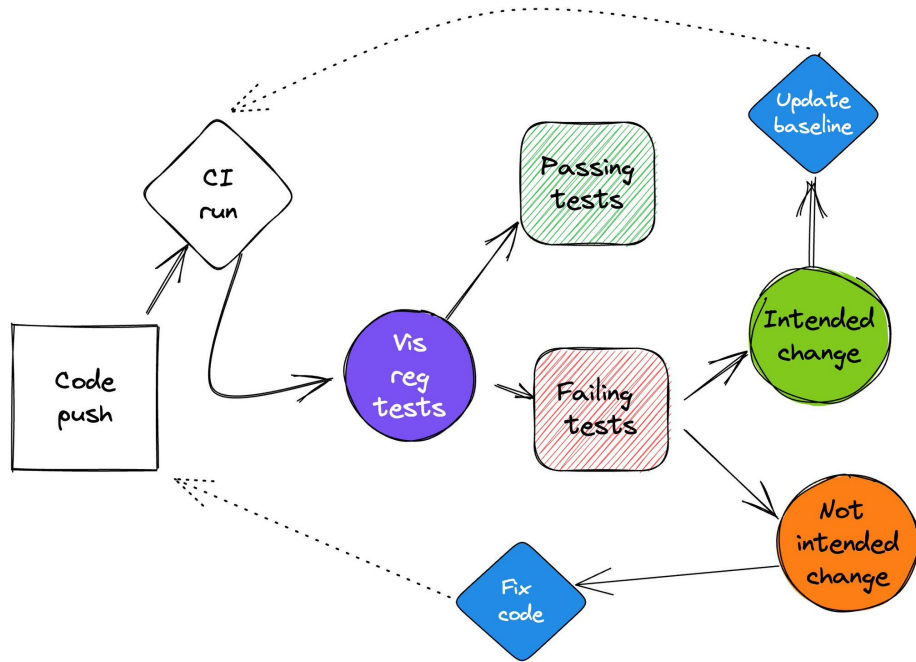 Update
baseline
CI
run
Passing
tests
Vis
reg
tests
Intended
change
Code
push
Failing
tests
Not
intended
change
Fix
code